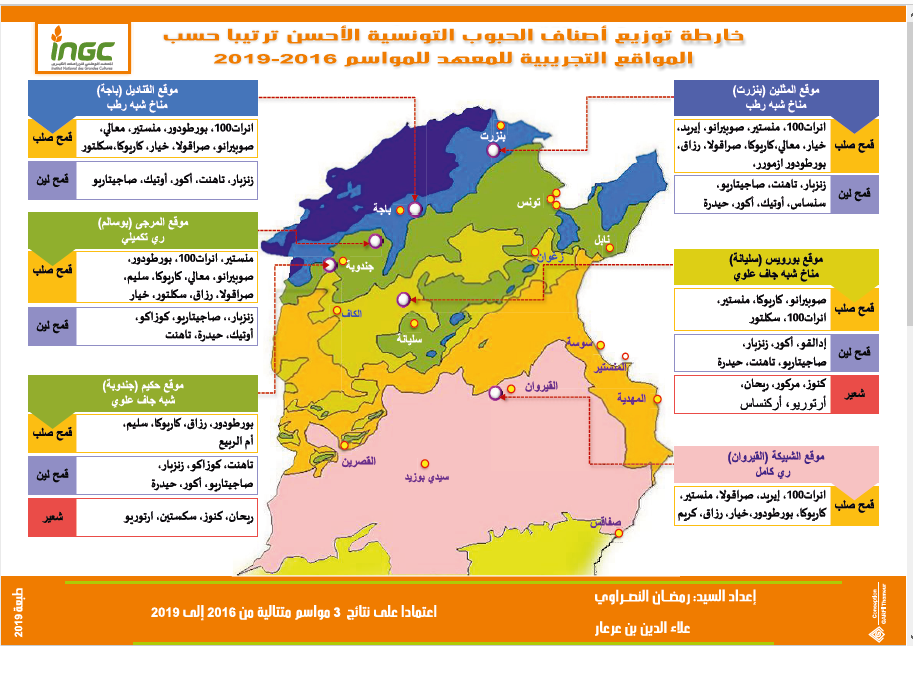 خارطة توزيع أصناف الحبوب التونسية الأحسن ترتيبا حسب
المواقع التجريبية للمعهد للمواسم 2016-2019
iNGC
المعهد الوطني للزراعات الكبرى
Institut National des Grandes Cultures
موقع المثلين (بنزرت)
مناخ شبه رطب
قمح صلب
انرات100، منستير، صوبيرانو، إيريد،
خيار، معالي،كاريوكا، صراقولا، رزاق،
بورطودور ازمورر،
قمح لين
زنزبار، تاهنت، صاجيتاريو،
سنساس، أوتيك، أكور، حيدرة
موقع بورويس (سليانة)
مناخ شبه جاف علوي
قمح صلب
صوبيرانو، كاريوكا، منستير،
انرات100، سكلتور
قمح لين
إدالقو، أكور، زنزبار،
صاجيتاريو، تاهنت، حيدرة
شعير
كنوز، مركور، ريحان،
أرتوريو، أركنساس
موقع الشبيكة (القيروان)
ري كامل
قمح صلب
انرات100، إيريد، صراقولا، منستير،
كاريوكا، بورطودور،خيار، رزاق، كريم
موقع القناديل (باجة)
مناخ شبه رطب
قمح صلب
انرات100، بورطودور، منستير، معالي،
صوبيرانو، صراقولا، خيار، كاريوكا،سكلتور
قمح لين
زنزبار، تاهنت، أكور، أوتيك، صاجيتاريو
موقع المرجى (بوسالم)
ري تكميلي
قمح صلب
منستير، انرات100، بورطودور،
صوبيرانو، معالي، كاريوكا، سليم،
صراقولا، رزاق، سكلتور، خيار
قمح لين
زنزبار،، صاجيتاريو، كوزاكو،
أوتيك، حيدرة، تاهنت
موقع حكيم (جندوبة)
شبه جاف علوي
قمح صلب
بورطودور، رزاق، كاريوكا، سليم،
أم الربيع
قمح لين
تاهنت، كوزاكو، زنزبار،
صاجيتاريو، أكور، حيدرة
شعير
ريحان، كنوز، سكستين، ارتوريو
بنزرت
تونس
باجة
نابل
زغوان
جندوبة
الكاف
سليانة
سوسة
المنستير
القيروان
المهدية
القصرين
سيدي بوزيد
صفاقس
إعداد السيد: رمضان النصراوي
علاء الدين بن عرعار
اعتمادا على نتائج 3 مواسم متتالية من 2016 إلى 2019
طبعة 2019
Conception